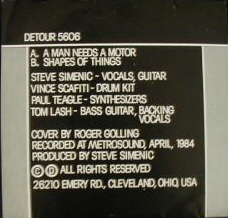 DETOUR 5606
A. A MAN NEEDS A MOTOR
B. SHAPES OF THINGS
STEVE SIMENIC - VOCALS, GUITAR
VINCE SCAFITI - DRUM KIT
PAUL TEAGLE - SYNTHESIZERS
TOM LASH - BASS GUITAR, BACKING
VOCALS
COVER BY ROGER GOLLING
RECORDED AT METROSOUND, APRIL, 1984
PRODUCED BY STEVE SIMENIC
© Ⓟ ALL RIGHTS RESERVED
26210 EMERY RD., CLEVELAND, OHIO, USA